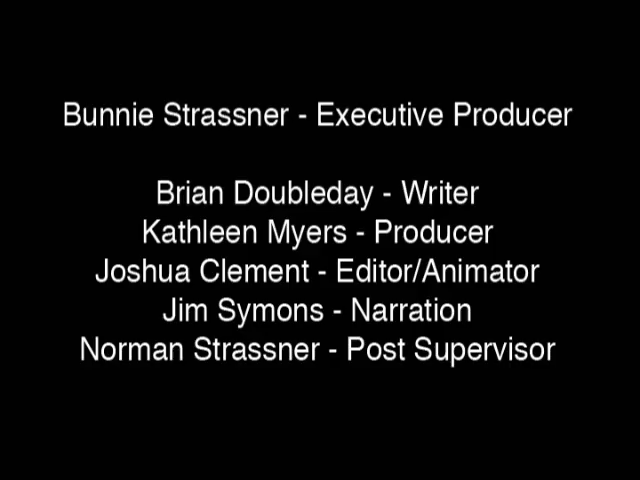 Bunnie Strassner - Executive Producer
Brian Doubleday - Writer
Kathleen Myers - Producer
Joshua Clement - Editor/Animator
Jim Symons - Narration
Norman Strassner - Post Supervisor